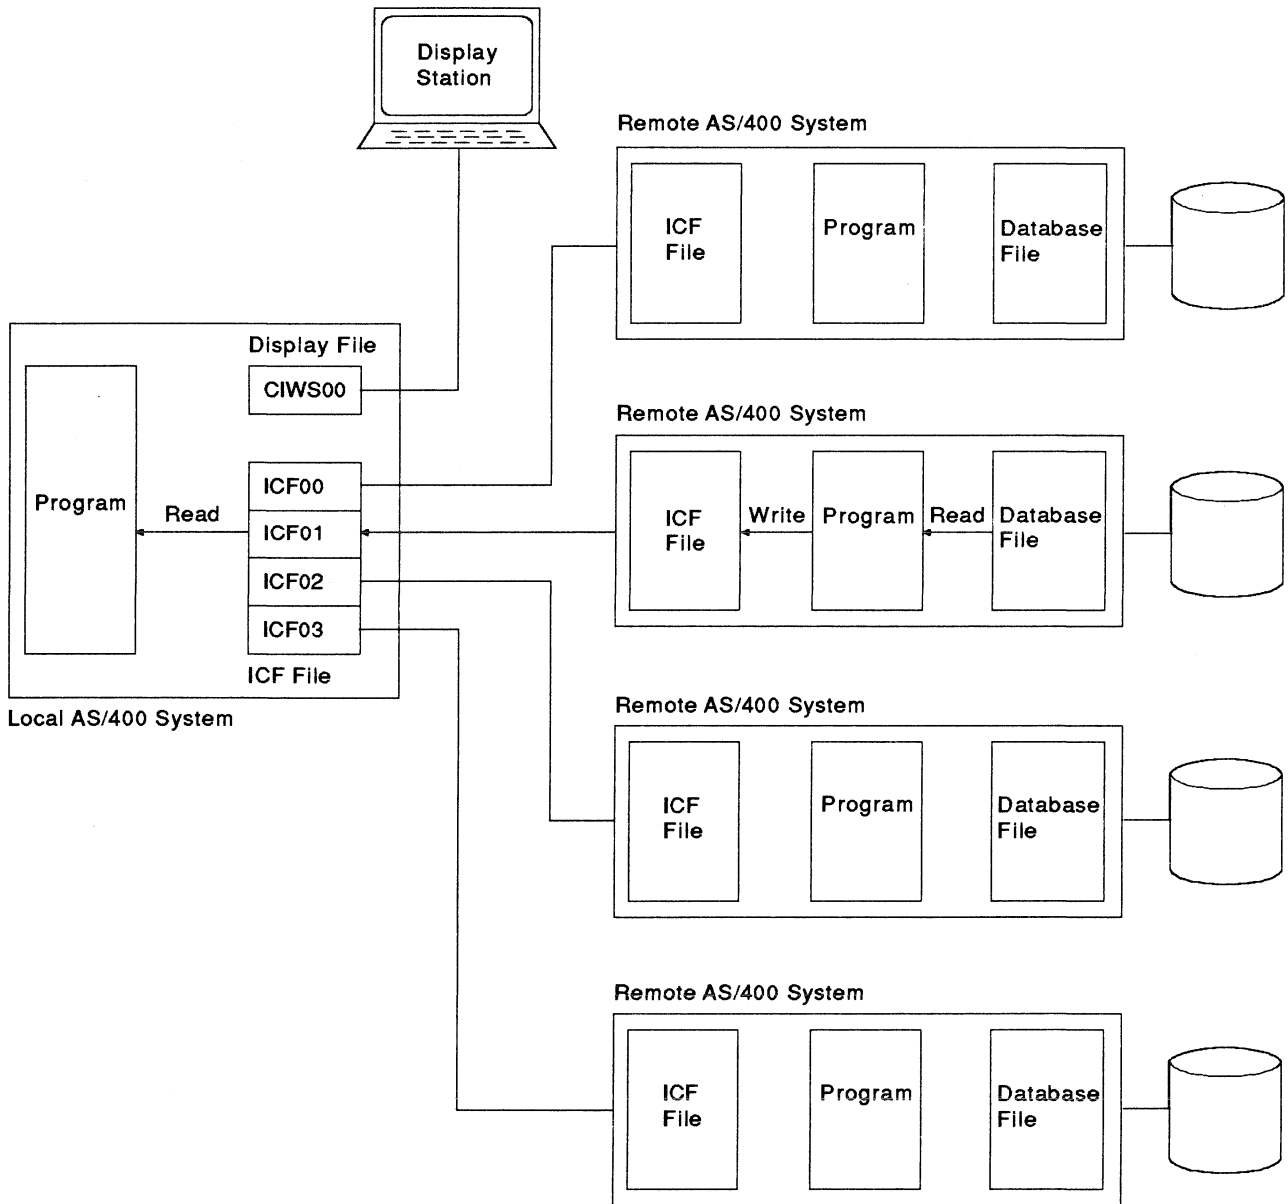 Display
Station
Remote AS/400 System
ICF
File
Program
Database
File
Display File
CIWS00
Program
Read
ICF00
ICF01
ICF02
ICF03
ICF File
Local AS/400 System
Remote AS/400 System
ICF
File
Write
Program
Read
Database
File
Remote AS/400 System
ICF
File
Program
Database
File
Remote AS/400 System
ICF
File
Program
Database
File